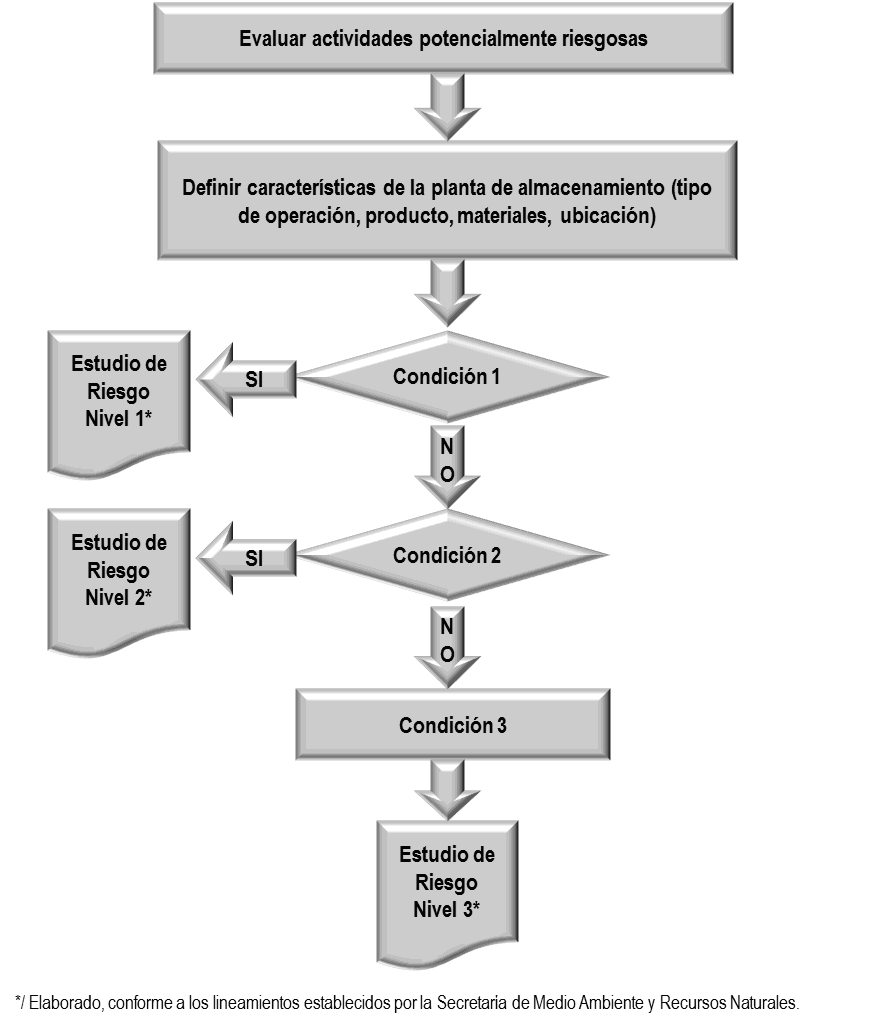 Evaluar actividades potencialmente riesgosas
Definir características de la planta de almacenamiento (tipo
de operación, producto, materiales, ubicación)
Condición 1
SI
Estudio de
Riesgo
Nivel 1*
N
O
Condición 2
SI
Estudio de
Riesgo
Nivel 2*
N
O
Condición 3
Estudio de
Riesgo
Nivel 3*
*/ Elaborado, conforme a los lineamientos establecidos por la Secretaria de Medio Ambiente y Recursos Naturales.